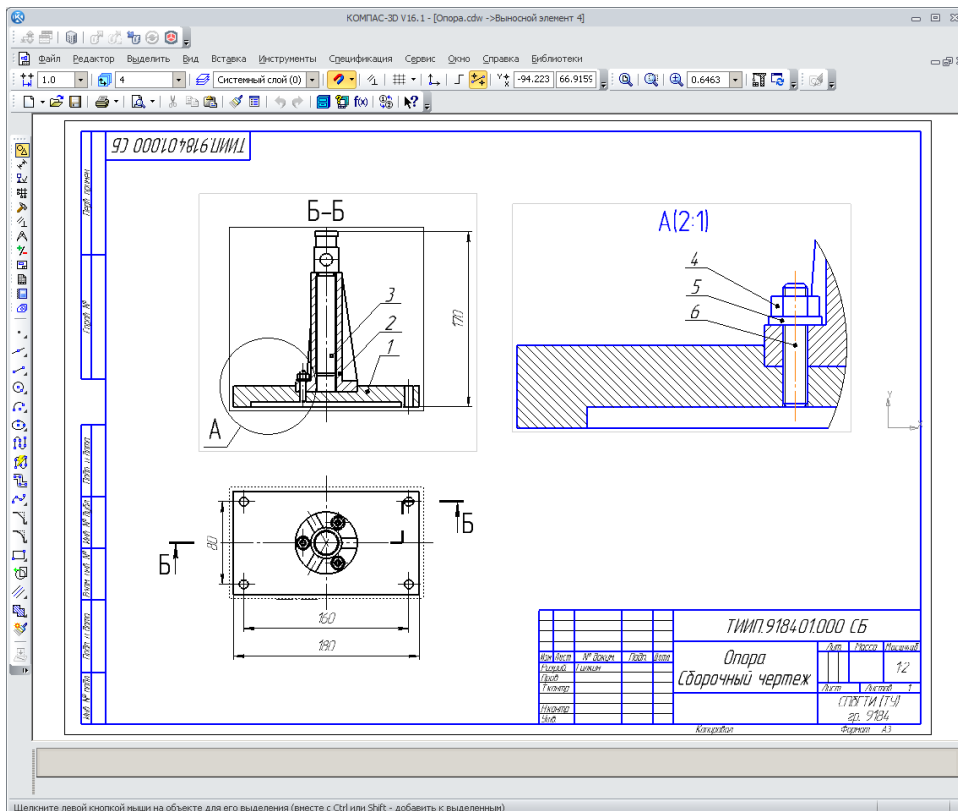 КОМПАС-3D V16.1 - [Опора.cdw ->Выносной элемент 4]
Файл Редактор Выделить Вид Вставка Инструменты Спецификация Сервис Окно Справка Библиотеки
1.0 4 Системный слой (0) -94.223 66.9159 0.6463
ТИИП.918401.000 СБ
Перв. примен.
Справ. №
Подп. и дата
Инв. № дубл.
Взам. инв. №
Подп. и дата
Инв. № подл.
Б-Б
3
2
1
А
170
А(2:1)
4
5
6
Y
Б
Б
80
160
180
ТИИП.918401.000 СБ
Изм Лист № докум. Подп. Дата
Разраб.
Пров.
Т.контр.
Н.контр.
Утв.
Опора
Сборочный чертеж
Лит. Масса Масштаб
1:2
Лист Листов 1
СПбГТИ (ТУ)
гр. 9184
Копировал Формат А3
Щелкните левой кнопкой мыши на объекте для его выделения (вместе с Ctrl или Shift - добавить к выделенным)